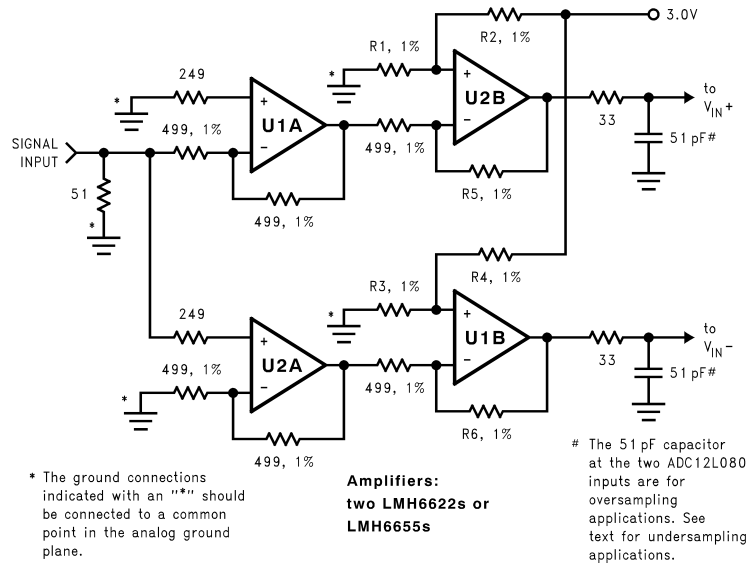 3.0V
R2, 1%
R1, 1%
*
+
U2B
−
to
VIN+
33
51 pF#
249
*
+
U1A
−
499, 1%
SIGNAL
INPUT
51
*
499, 1%
499, 1%
R5, 1%
R4, 1%
R3, 1%
*
+
U1B
−
to
VIN−
33
51 pF#
249
+
U2A
−
499, 1%
*
499, 1%
499, 1%
R6, 1%
* The ground connections
indicated with an "*" should
be connected to a common
point in the analog ground
plane.
Amplifiers:
two LMH6622s or
LMH6655s
# The 51 pF capacitor
at the two ADC12L080
inputs are for
oversampling
applications. See
text for undersampling
applications.